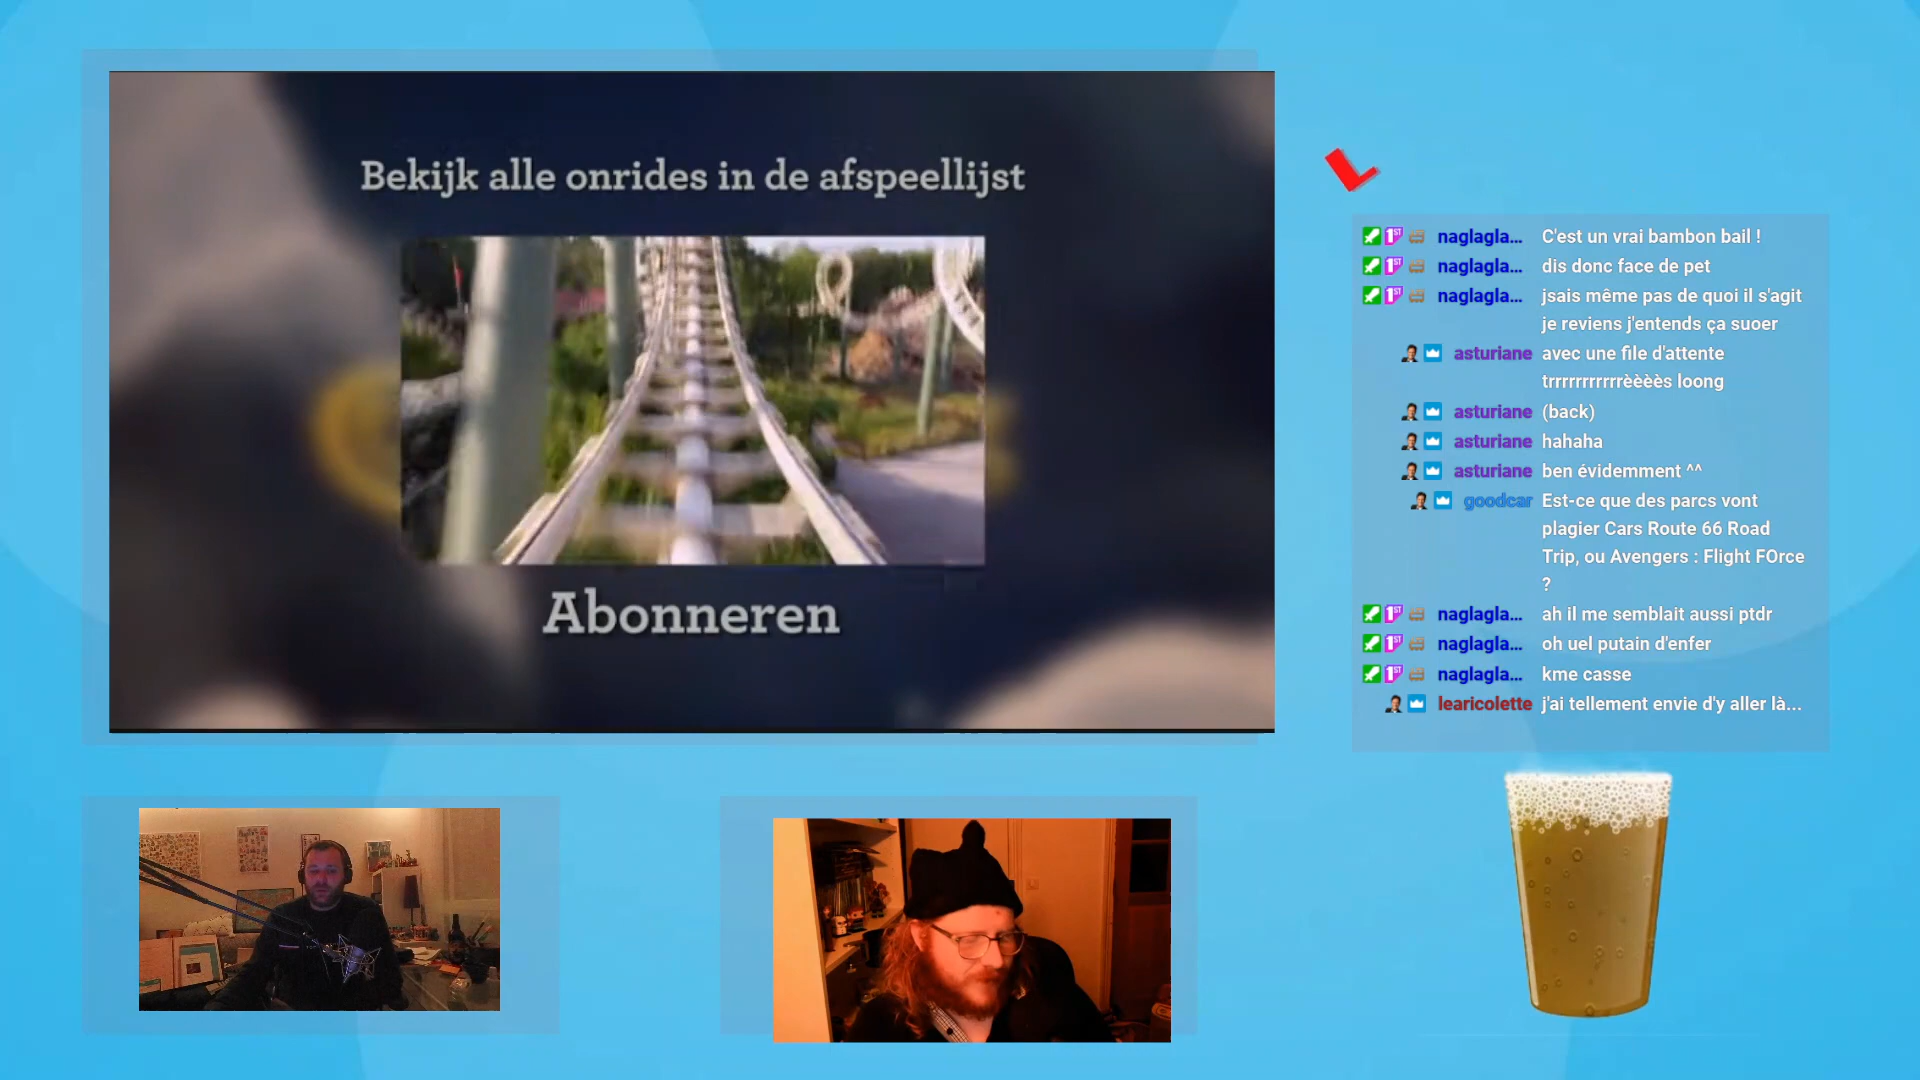 Bekijk alle onrides in de afspeellijst
Abonneren
naglagla... C'est un vrai bambon bail !
naglagla... dis donc face de pet
naglagla... jsais même pas de quoi il s'agit
je reviens j'entends ça suoer
asturiane avec une file d'attente
trrrrrrrrrrrèèèès loong
asturiane (back)
asturiane hahaha
asturiane ben évidemment ^^
goodcar Est-ce que des parcs vont
plagier Cars Route 66 Road
Trip, ou Avengers : Flight FOrce
?
naglagla... ah il me semblait aussi ptdr
naglagla... oh uel putain d'enfer
naglagla... kme casse
learicolette j'ai tellement envie d'y aller là...